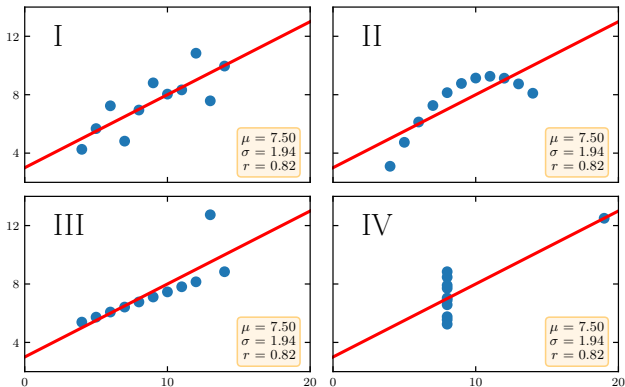 I
II
12
8
4
μ = 7.50
σ = 1.94
r = 0.82
μ = 7.50
σ = 1.94
r = 0.82
III
IV
12
8
4
μ = 7.50
σ = 1.94
r = 0.82
μ = 7.50
σ = 1.94
r = 0.82
0
10
20
0
10
20